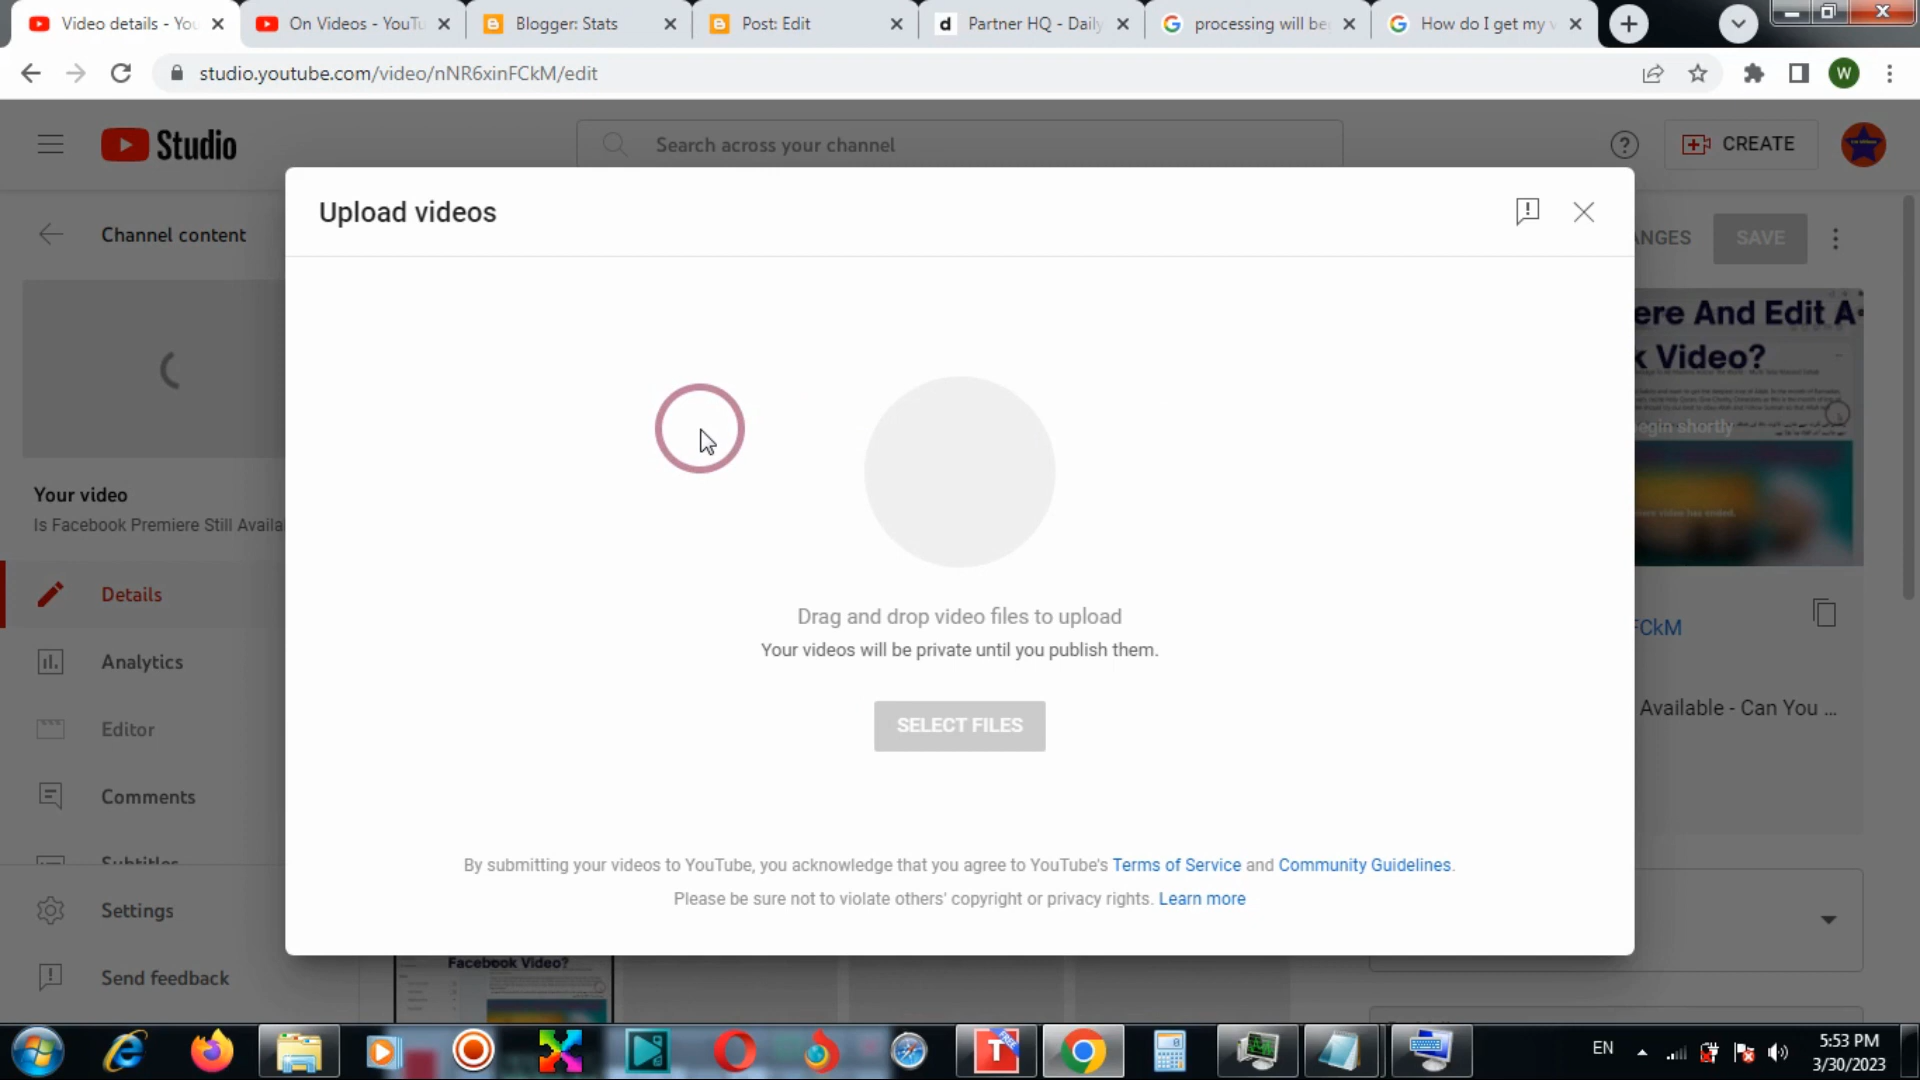 Video details - You
On Videos - YouTu
Blogger: Stats
Post: Edit
Partner HQ - Daily
processing will be
How do I get my v
studio.youtube.com/video/nNR6xinFCkM/edit
W
Studio
Search across your channel
CREATE
Upload videos
Channel content
ANGES
SAVE
ere And Edit A
k Video?
egin shortly
Your video
Is Facebook Premiere Still Availa
Drag and drop video files to upload
Your videos will be private until you publish them.
SELECT FILES
FCkM
Available - Can You ...
Details
Analytics
Editor
Comments
Subtitles
Settings
Send feedback
By submitting your videos to YouTube, you acknowledge that you agree to YouTube's Terms of Service and Community Guidelines.
Please be sure not to violate others' copyright or privacy rights. Learn more
Facebook Video?
T FREE
EN
5:53 PM
3/30/2023